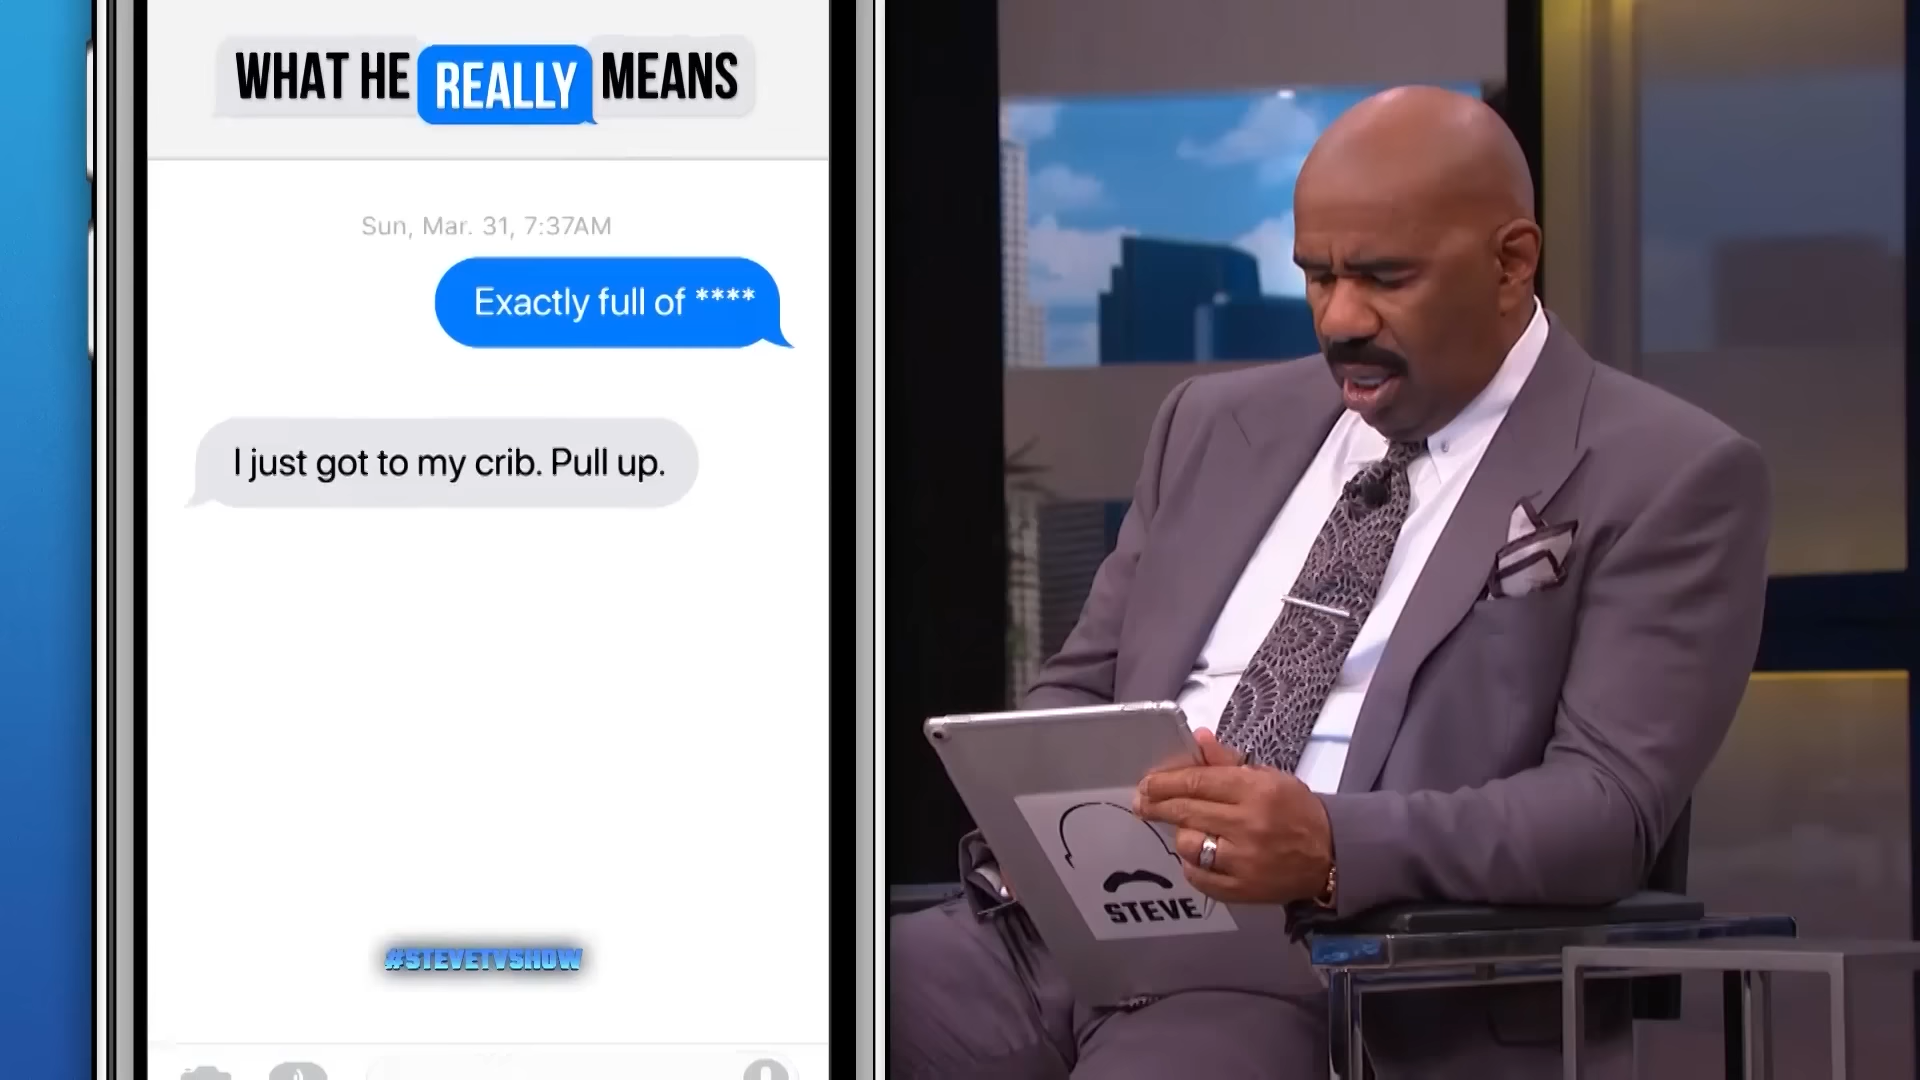 WHAT HE REALLY MEANS
Sun, Mar. 31, 7:37AM
Exactly full of ****
I just got to my crib. Pull up.
#STEVETVSHOW
STEVE